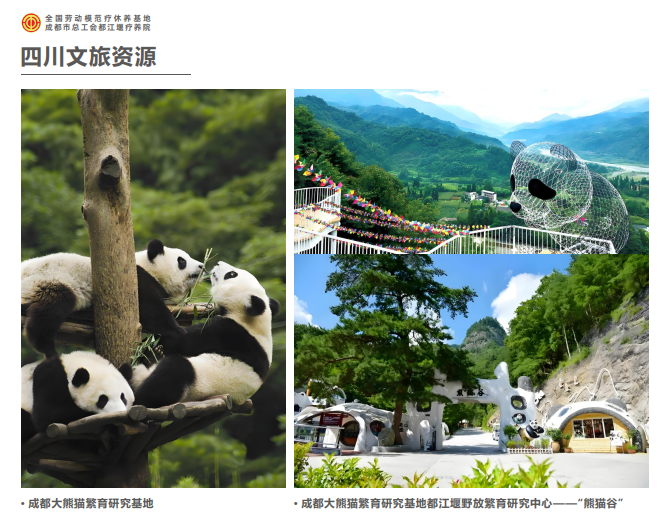 全国劳动模范疗休养基地
成都市总工会都江堰疗养院
四川文旅资源
• 成都大熊猫繁育研究基地
• 成都大熊猫繁育研究基地都江堰野放繁育研究中心——“熊猫谷”